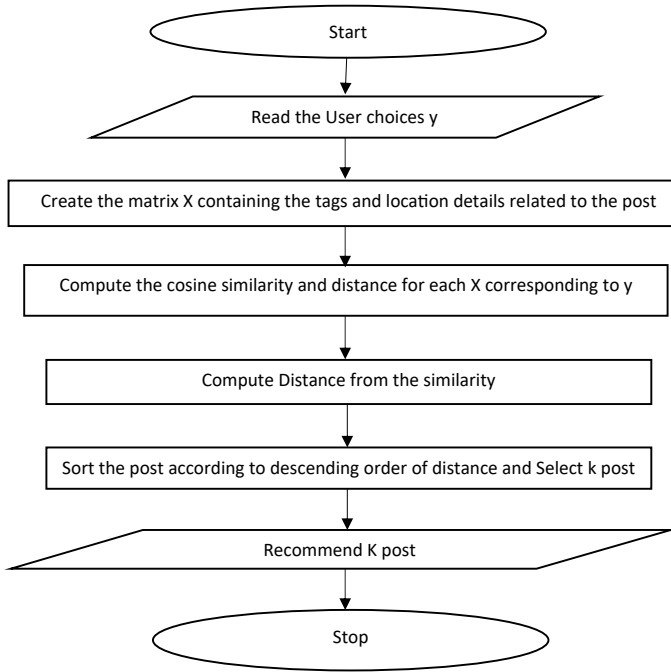 Start
Read the User choices y
Create the matrix X containing the tags and location details related to the post
Compute the cosine similarity and distance for each X corresponding to y
Compute Distance from the similarity
Sort the post according to descending order of distance and Select k post
Recommend K post
Stop